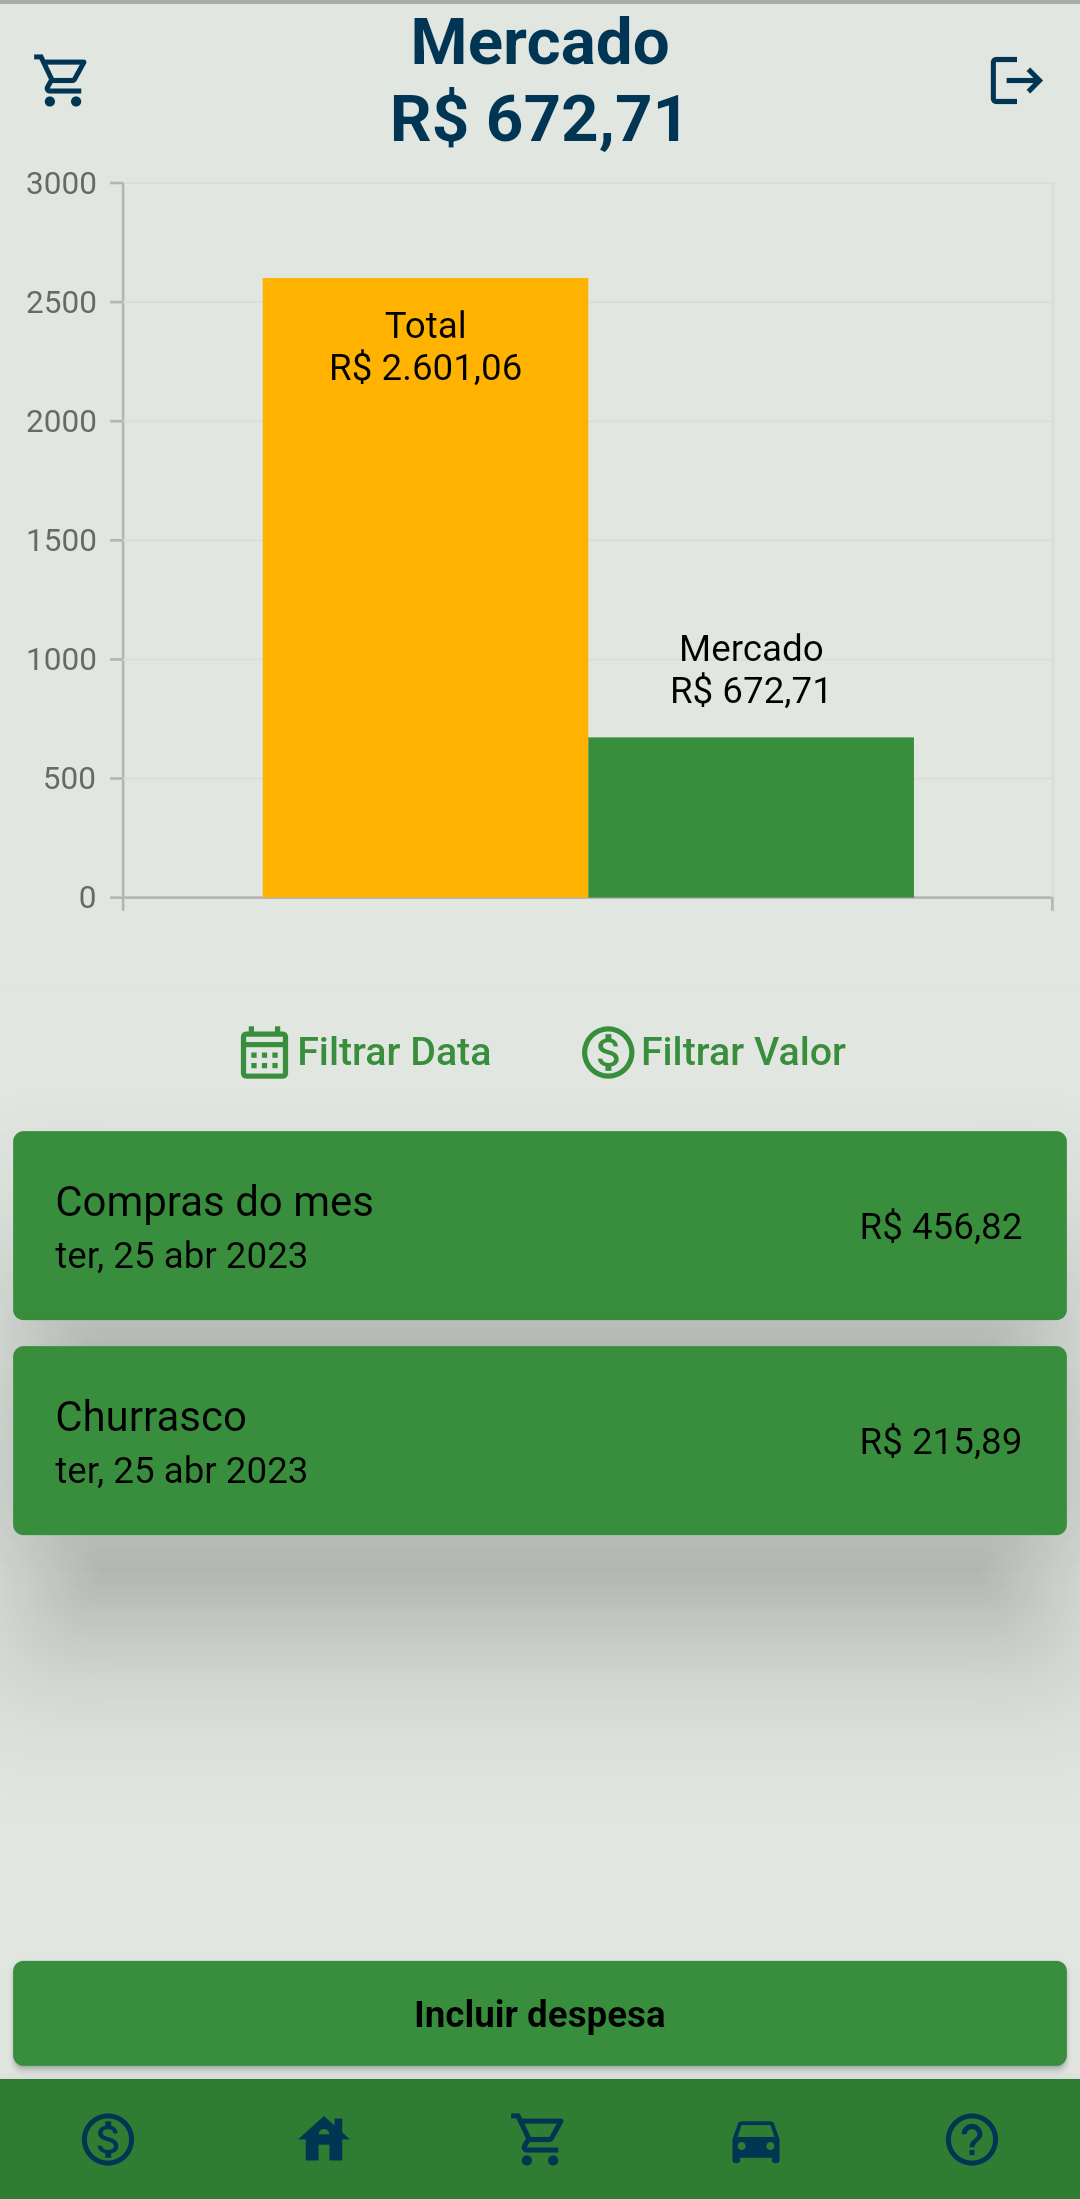 Mercado
R$ 672,71
3000
2500
2000
1500
1000
500
0
Total
R$ 2.601,06
Mercado
R$ 672,71
Filtrar Data
Filtrar Valor
Compras do mes
ter, 25 abr 2023
R$ 456,82
Churrasco
ter, 25 abr 2023
R$ 215,89
Incluir despesa